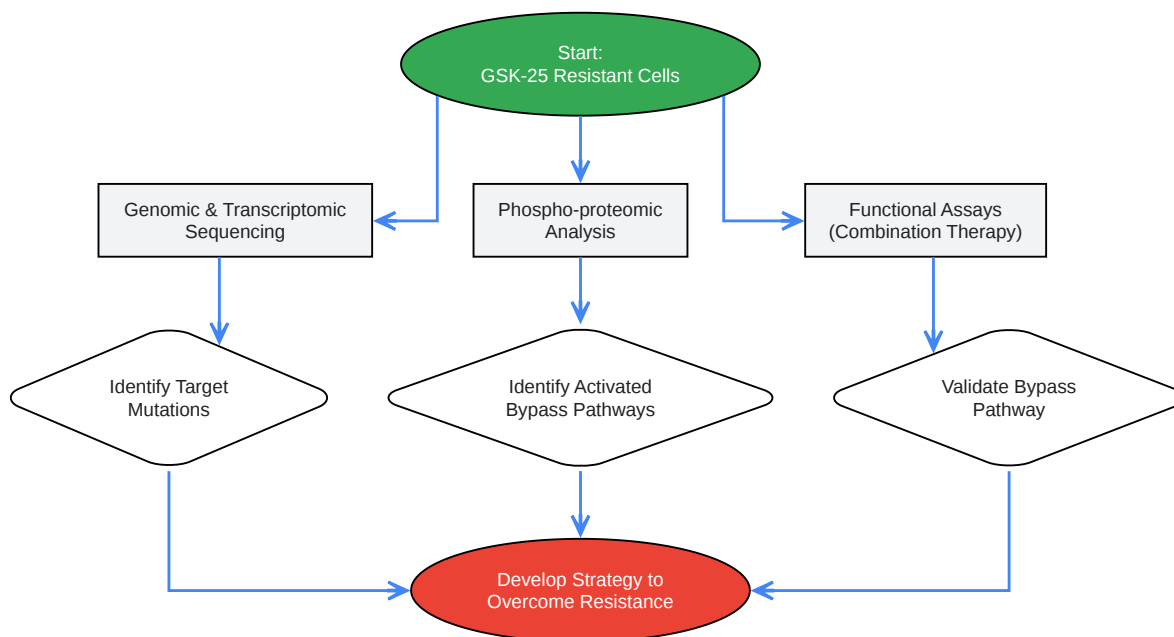 Start:
GSK-25 Resistant Cells
Genomic & Transcriptomic
Sequencing
Phospho-proteomic
Analysis
Functional Assays
(Combination Therapy)
Identify Target
Mutations
Identify Activated
Bypass Pathways
Validate Bypass
Pathway
Develop Strategy to
Overcome Resistance